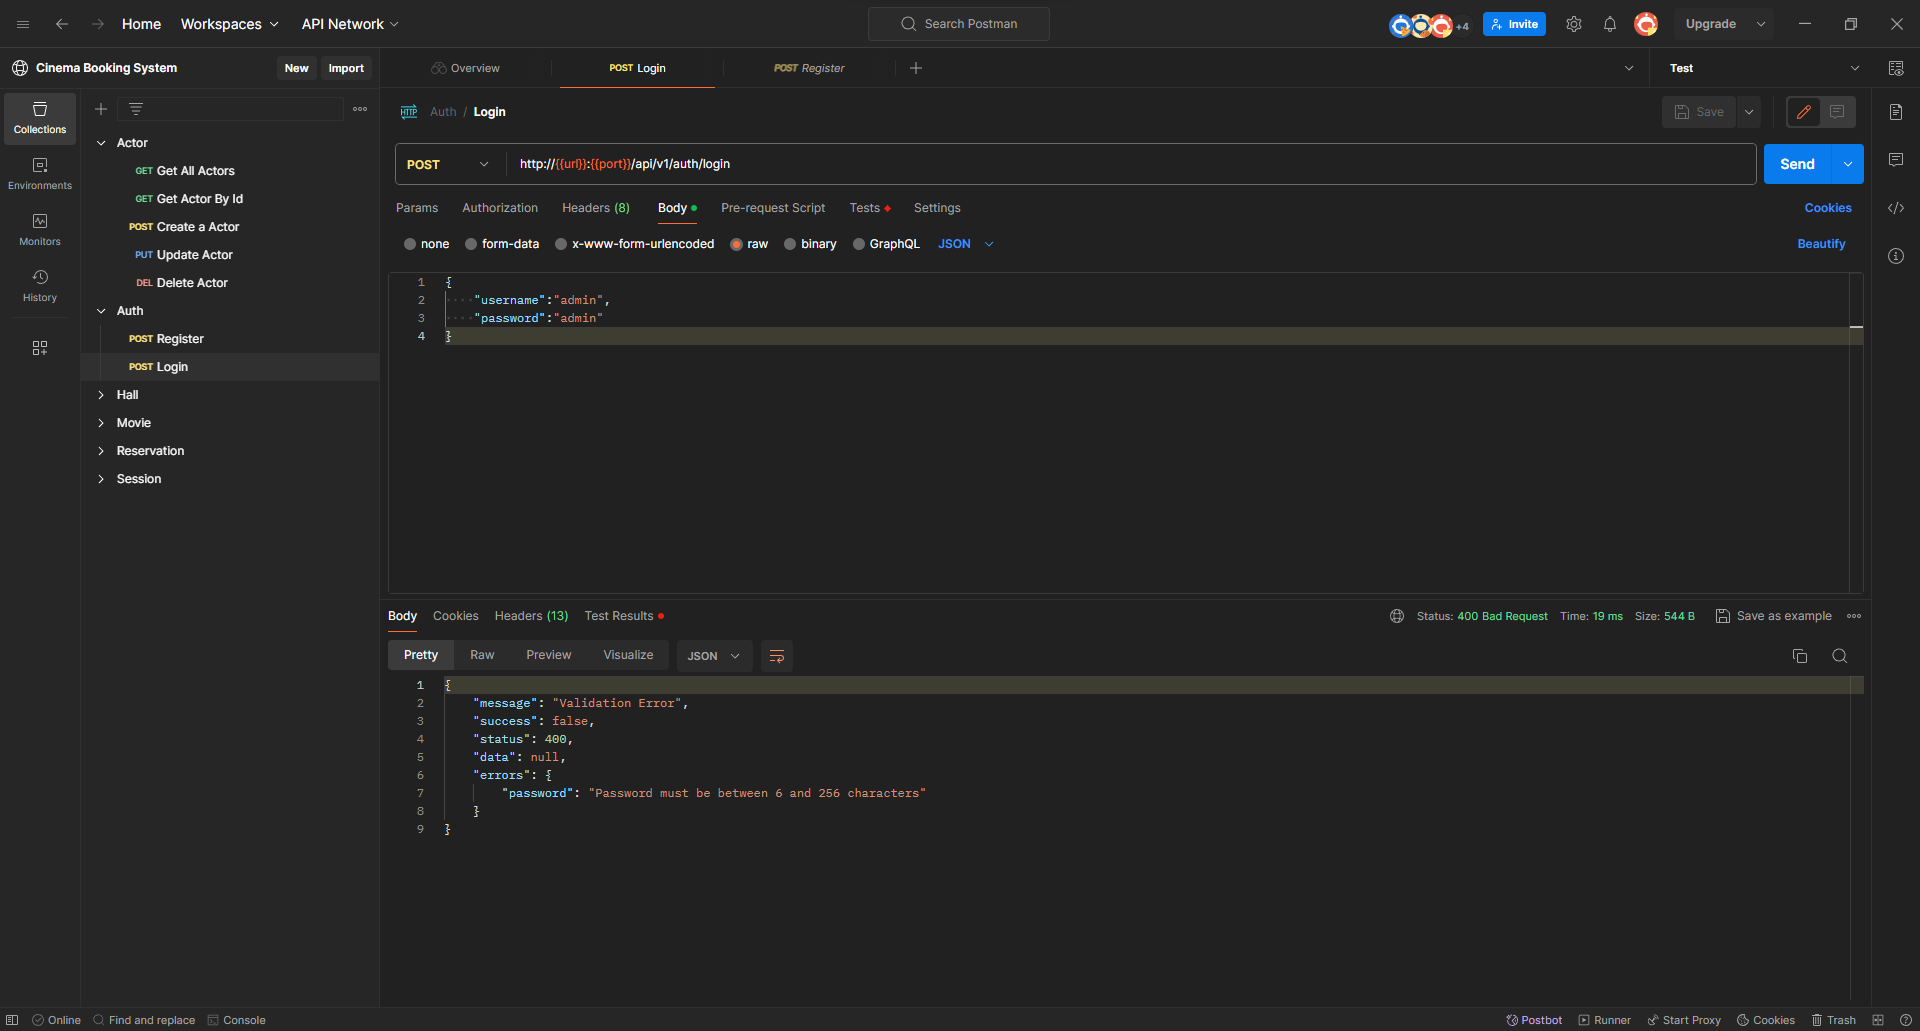 Home Workspaces API Network Search Postman +4 Invite Upgrade
Cinema Booking System New Import Overview POST Login POST Register Test
Collections
Environments
Monitors
History
Actor
GET Get All Actors
GET Get Actor By Id
POST Create a Actor
PUT Update Actor
DEL Delete Actor
Auth
POST Register
POST Login
Hall
Movie
Reservation
Session
HTTP Auth / Login Save
POST http://{{url}}:{{port}}/api/v1/auth/login Send
Params Authorization Headers (8) Body Pre-request Script Tests Settings Cookies
none form-data x-www-form-urlencoded raw binary GraphQL JSON Beautify
1 {
2 "username":"admin",
3 "password":"admin"
4 }
Body Cookies Headers (13) Test Results Status: 400 Bad Request Time: 19 ms Size: 544 B Save as example
Pretty Raw Preview Visualize JSON
1 {
2 "message": "Validation Error",
3 "success": false,
4 "status": 400,
5 "data": null,
6 "errors": {
7 "password": "Password must be between 6 and 256 characters"
8 }
9 }
Online Find and replace Console Postbot Runner Start Proxy Cookies Trash